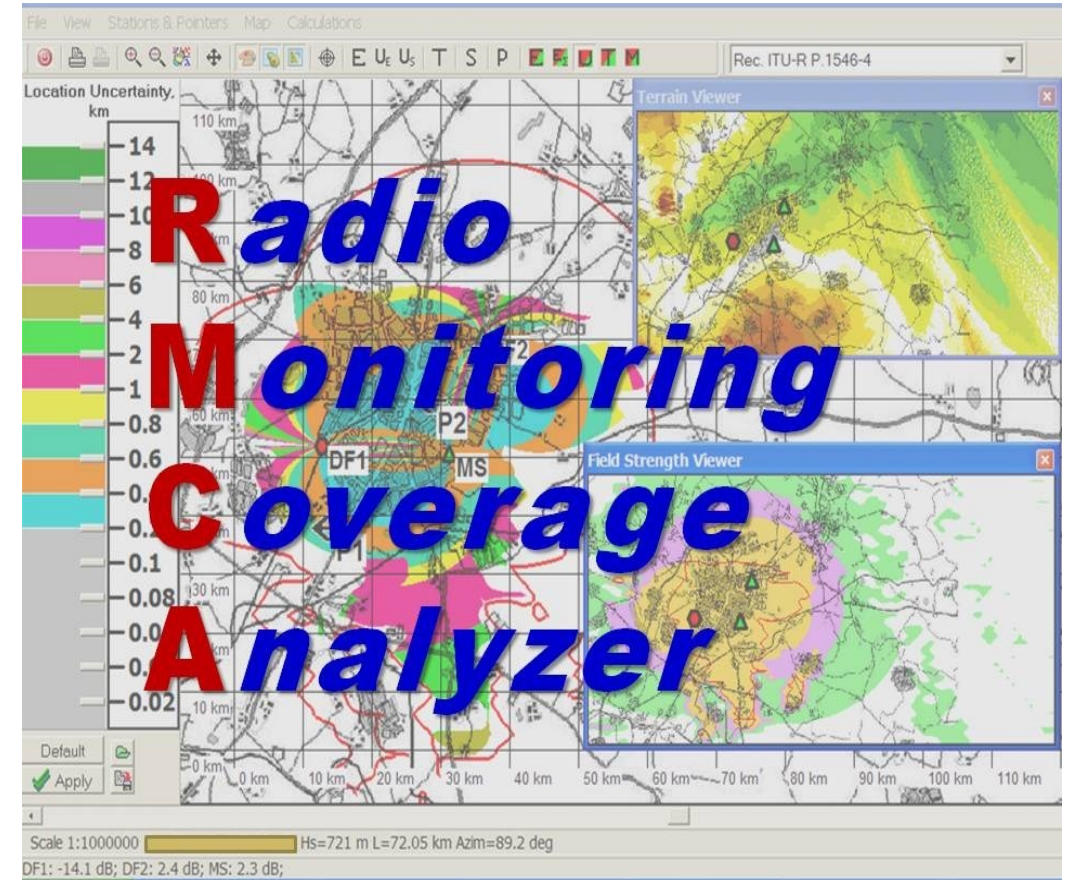 File View Stations & Pointers Map Calculations
E UE US T S P E U T M Rec. ITU-R P.1546-4
Location Uncertainty, km
14
12
10
8
6
4
2
1
0.8
0.6
0.1
0.08
0.02
Default
Apply
110 km
80 km
60 km
30 km
10 km
0 km
0 km 10 km 20 km 30 km 40 km 50 km 60 km 70 km 80 km 90 km 100 km 110 km
Terrain Viewer
Field Strength Viewer
DF1
P2
MS
P1
Radio
Monitoring
Coverage
Analyzer
Scale 1:1000000 Hs=721 m L=72.05 km Azim=89.2 deg
DF1: -14.1 dB; DF2: 2.4 dB; MS: 2.3 dB;